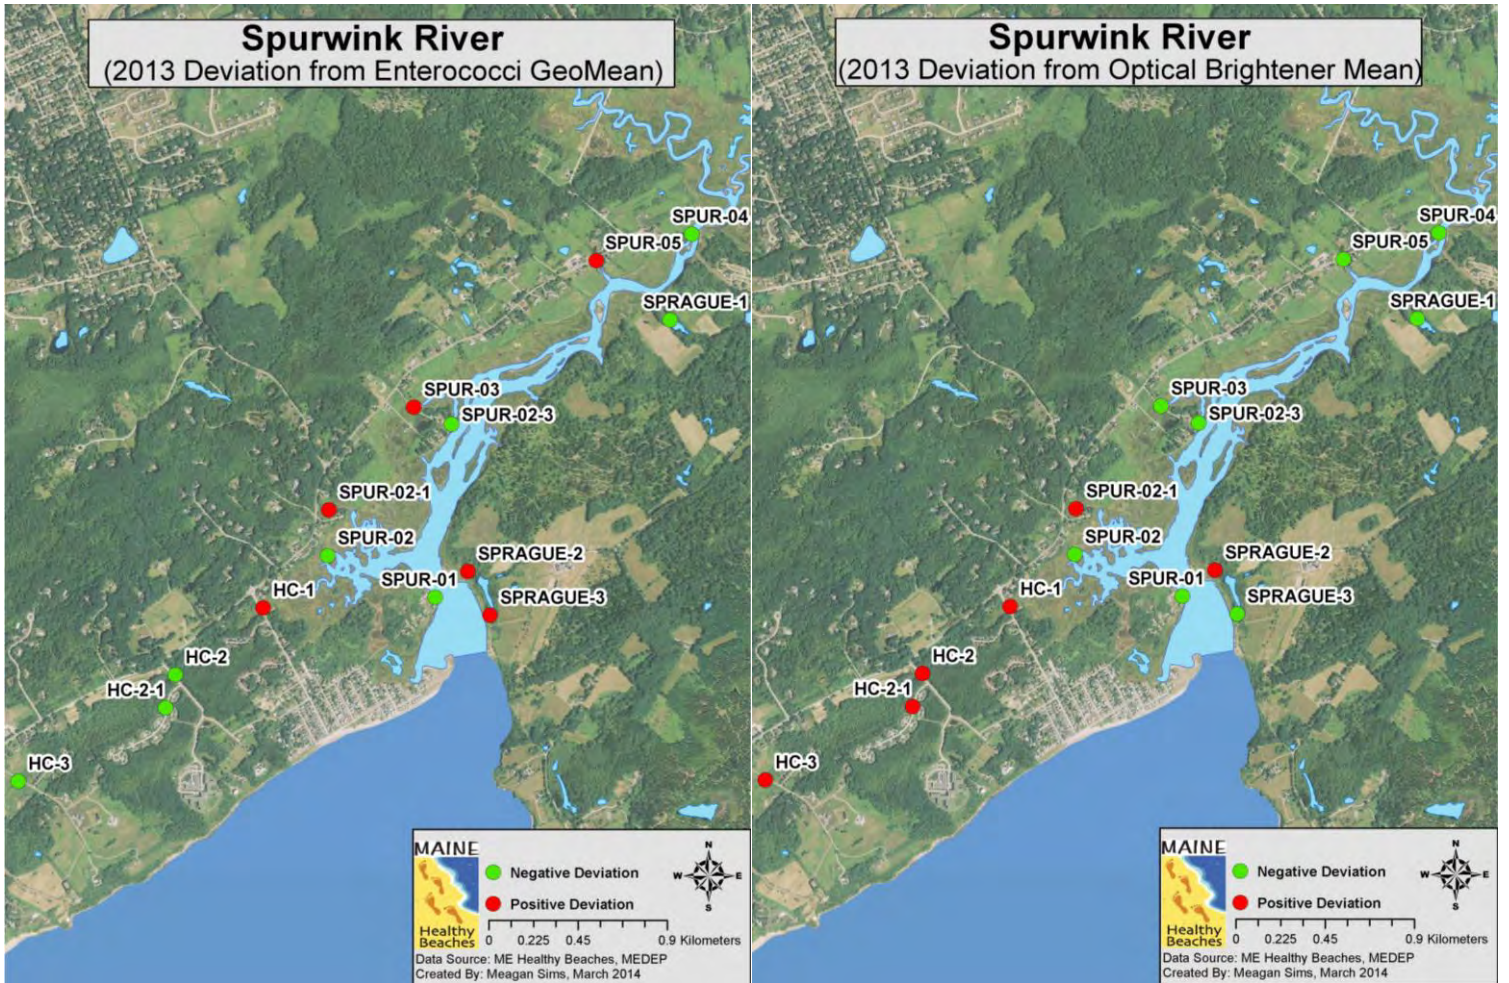 Spurwink River
(2013 Deviation from Enterococci GeoMean)
SPUR-04
SPUR-05
SPRAGUE-1
SPUR-03
SPUR-02-3
SPUR-02-1
SPUR-02
SPRAGUE-2
SPUR-01
HC-1
SPRAGUE-3
HC-2
HC-2-1
HC-3
MAINE
Healthy
Beaches
Negative Deviation
Positive Deviation
N
W E
S
0 0.225 0.45 0.9 Kilometers
Data Source: ME Healthy Beaches, MEDEP
Created By: Meagan Sims, March 2014
Spurwink River
(2013 Deviation from Optical Brightener Mean)
SPUR-04
SPUR-05
SPRAGUE-1
SPUR-03
SPUR-02-3
SPUR-02-1
SPUR-02
SPRAGUE-2
SPUR-01
HC-1
SPRAGUE-3
HC-2
HC-2-1
HC-3
MAINE
Healthy
Beaches
Negative Deviation
Positive Deviation
N
W E
S
0 0.225 0.45 0.9 Kilometers
Data Source: ME Healthy Beaches, MEDEP
Created By: Meagan Sims, March 2014